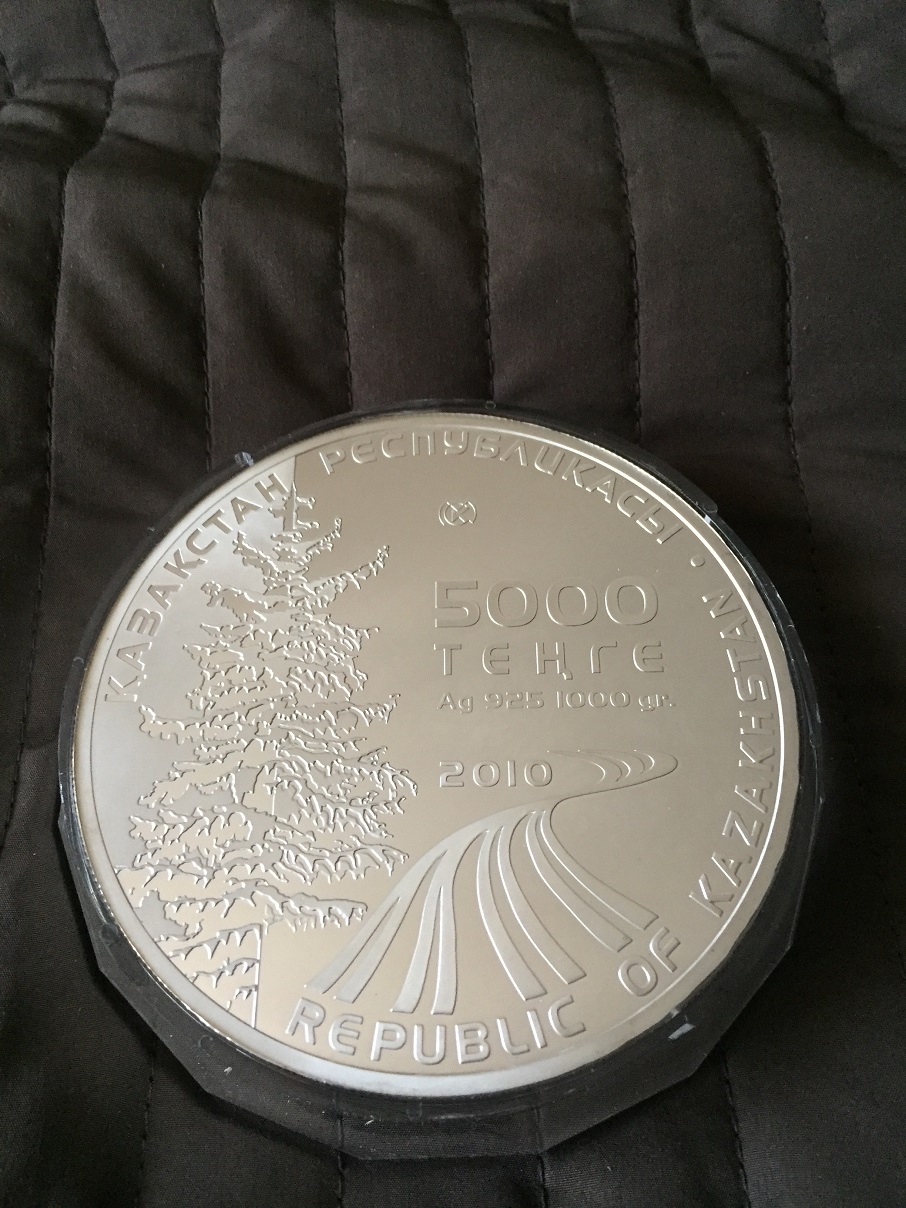 ҚАЗАҚСТАН РЕСПУБЛИКАСЫ •
5000
ТЕҢГЕ
Ag 925 1000 gr.
2010
REPUBLIC OF KAZAKHSTAN